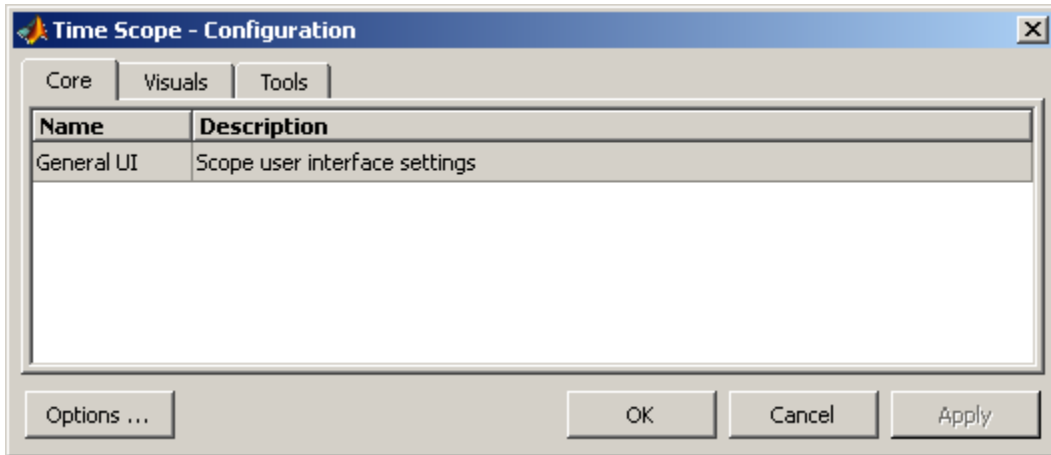 Time Scope - Configuration
Core Visuals Tools
Name Description
General UI Scope user interface settings
Options ... OK Cancel Apply